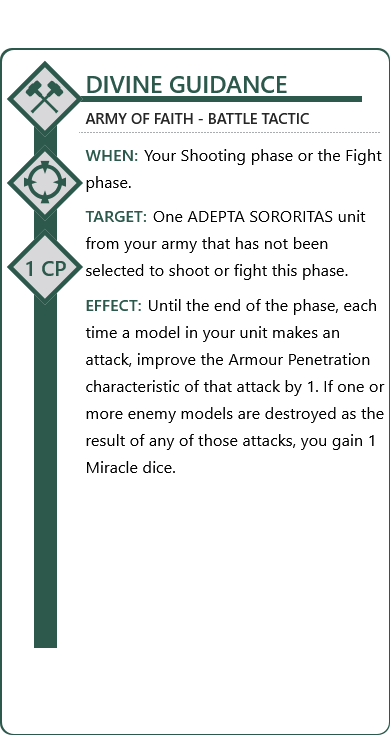 DIVINE GUIDANCE
ARMY OF FAITH - BATTLE TACTIC
WHEN: Your Shooting phase or the Fight
phase.
TARGET: One ADEPTA SORORITAS unit
from your army that has not been
selected to shoot or fight this phase.
1 CP
EFFECT: Until the end of the phase, each
time a model in your unit makes an
attack, improve the Armour Penetration
characteristic of that attack by 1. If one or
more enemy models are destroyed as the
result of any of those attacks, you gain 1
Miracle dice.